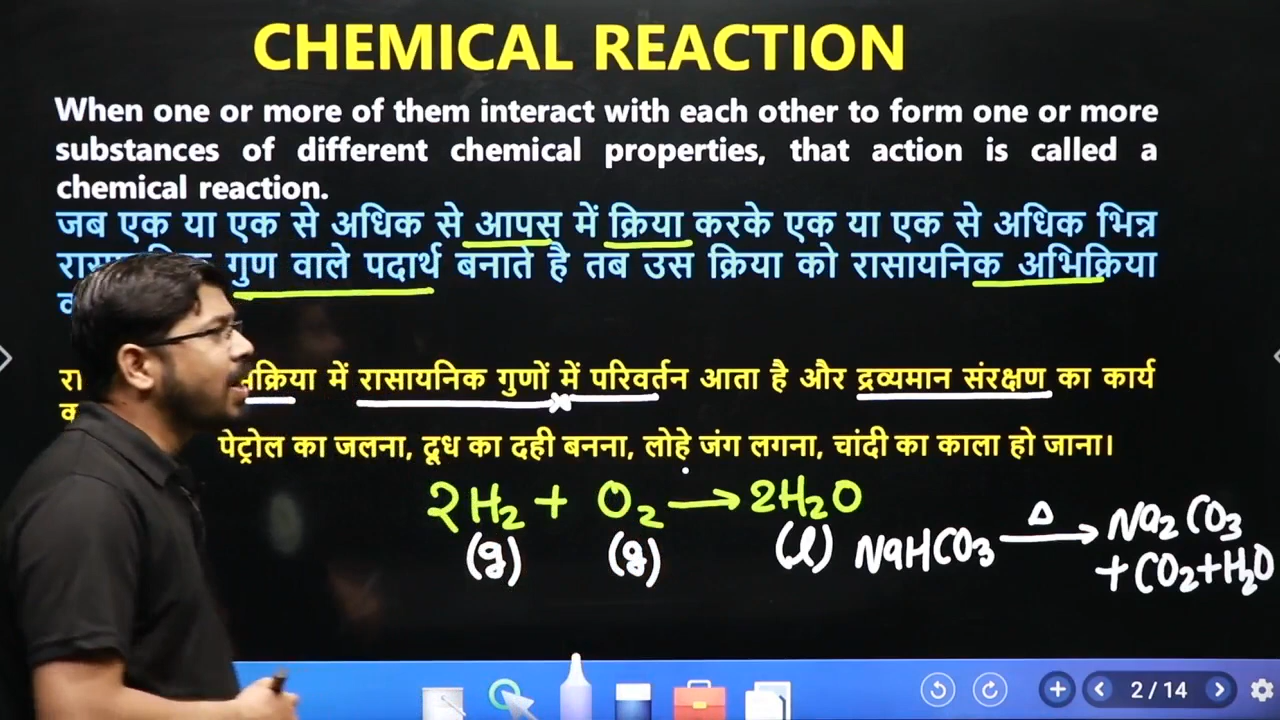 CHEMICAL REACTION
When one or more of them interact with each other to form one or more
substances of different chemical properties, that action is called a
chemical reaction.
जब एक या एक से अधिक से आपस में क्रिया करके एक या एक से अधिक भिन्न
गुण वाले पदार्थ बनाते है तब उस क्रिया को रासायनिक अभिक्रिया
में रासायनिक गुणों में परिवर्तन आता है और द्रव्यमान संरक्षण का कार्य
पेट्रोल का जलना, दूध का दही बनना, लोहे जंग लगना, चांदी का काला हो जाना।
2H₂ + O₂ → 2H₂O
(g) (g) (l)
NaHCO₃ Δ→ Na₂CO₃
+ CO₂ + H₂O
2 / 14